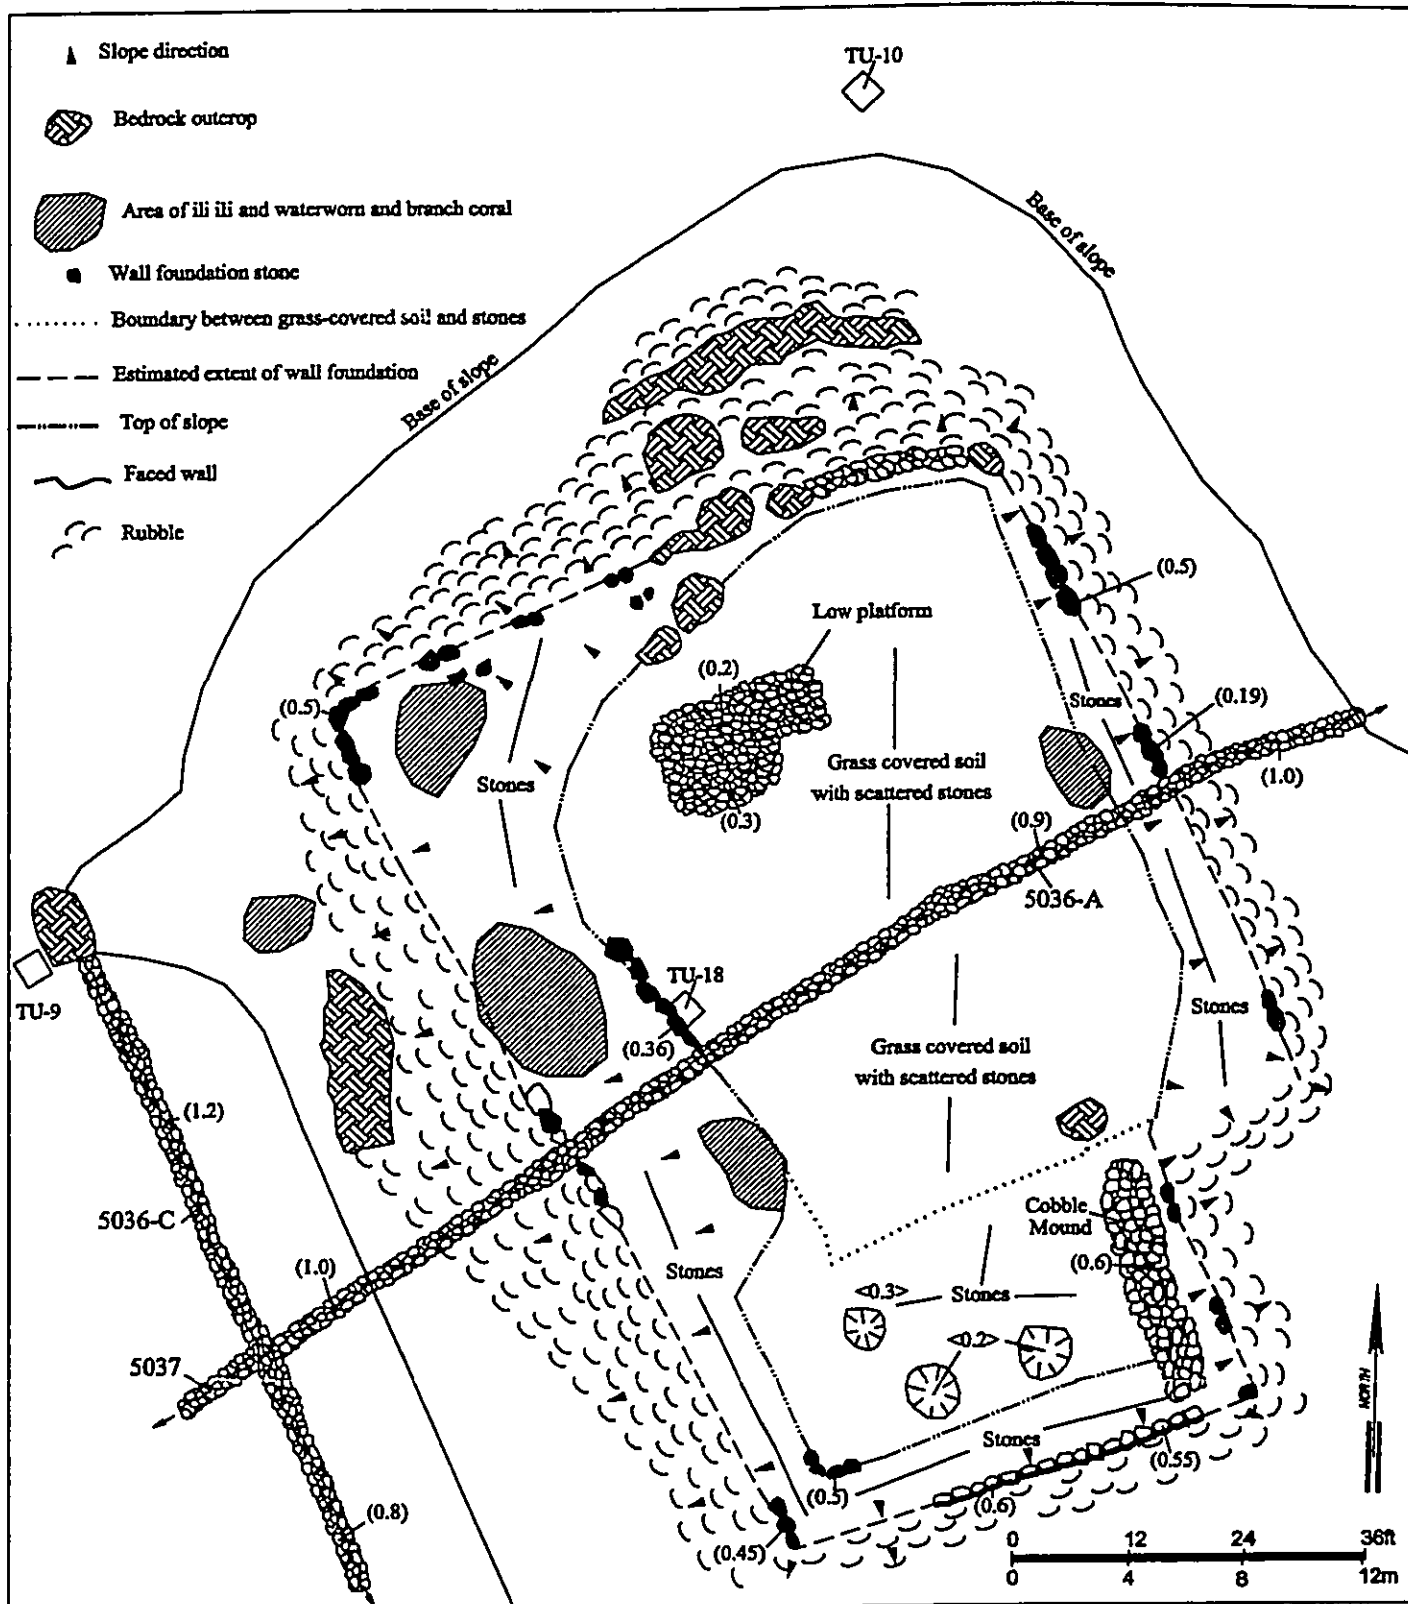 Slope direction
TU-10
Bedrock outcrop
Area of ili ili and waterworn and branch coral
Wall foundation stone
Boundary between grass-covered soil and stones
Estimated extent of wall foundation
Top of slope
Faced wall
Rubble
Base of slope
Base of slope
(0.5)
Low platform
(0.2)
(0.5)
Stones
(0.19)
Stones
Grass covered soil
with scattered stones
(1.0)
(0.3)
(0.9)
5036-A
TU-18
TU-9
Stones
(0.36)
Grass covered soil
with scattered stones
(1.2)
Cobble
Mound
5036-C
(0.6)
(1.0)
Stones
<0.3>
Stones
<0.2>
5037
NORTH
Stones
(0.55)
(0.5)
(0.6)
(0.8)
(0.45)
0 12 24 36ft
0 4 8 12m